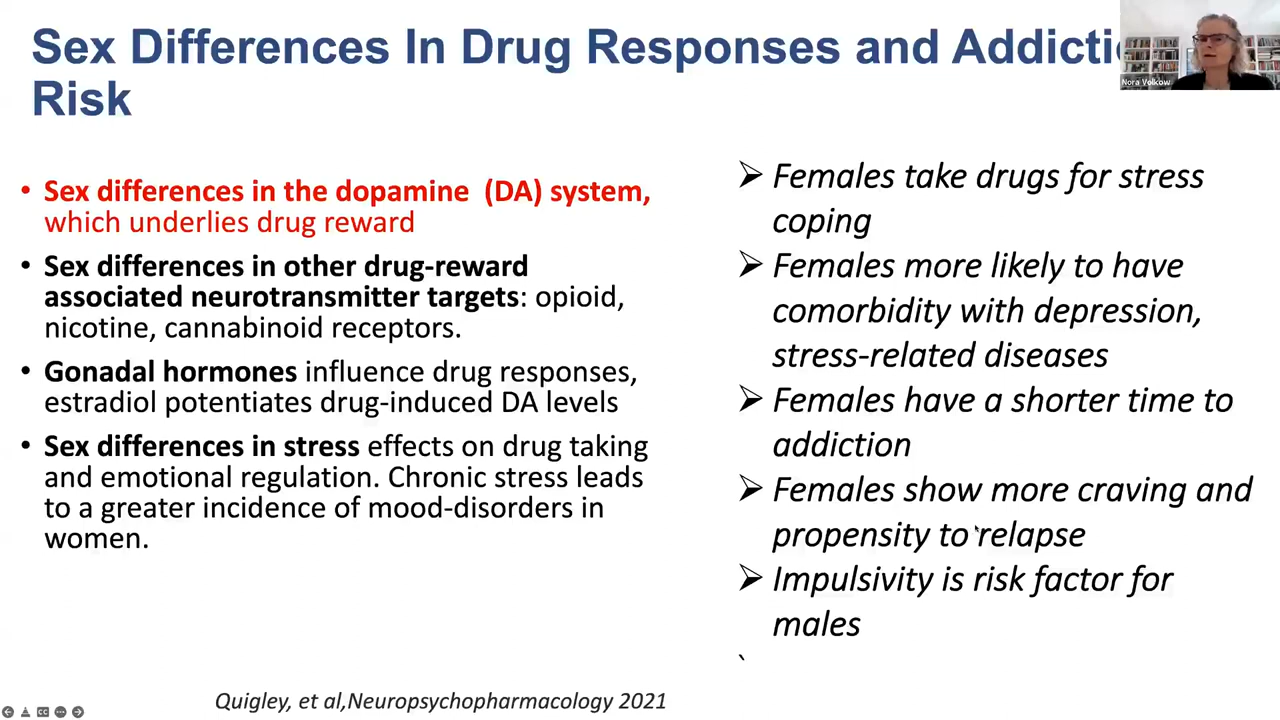 Sex Differences In Drug Responses and Addicti
Risk
Nora Volkow
• Sex differences in the dopamine (DA) system,
which underlies drug reward
• Sex differences in other drug-reward
associated neurotransmitter targets: opioid,
nicotine, cannabinoid receptors.
• Gonadal hormones influence drug responses,
estradiol potentiates drug-induced DA levels
• Sex differences in stress effects on drug taking
and emotional regulation. Chronic stress leads
to a greater incidence of mood-disorders in
women.
➢ Females take drugs for stress
coping
➢ Females more likely to have
comorbidity with depression,
stress-related diseases
➢ Females have a shorter time to
addiction
➢ Females show more craving and
propensity to relapse
➢ Impulsivity is risk factor for
males
`
Quigley, et al,Neuropsychopharmacology 2021
CC